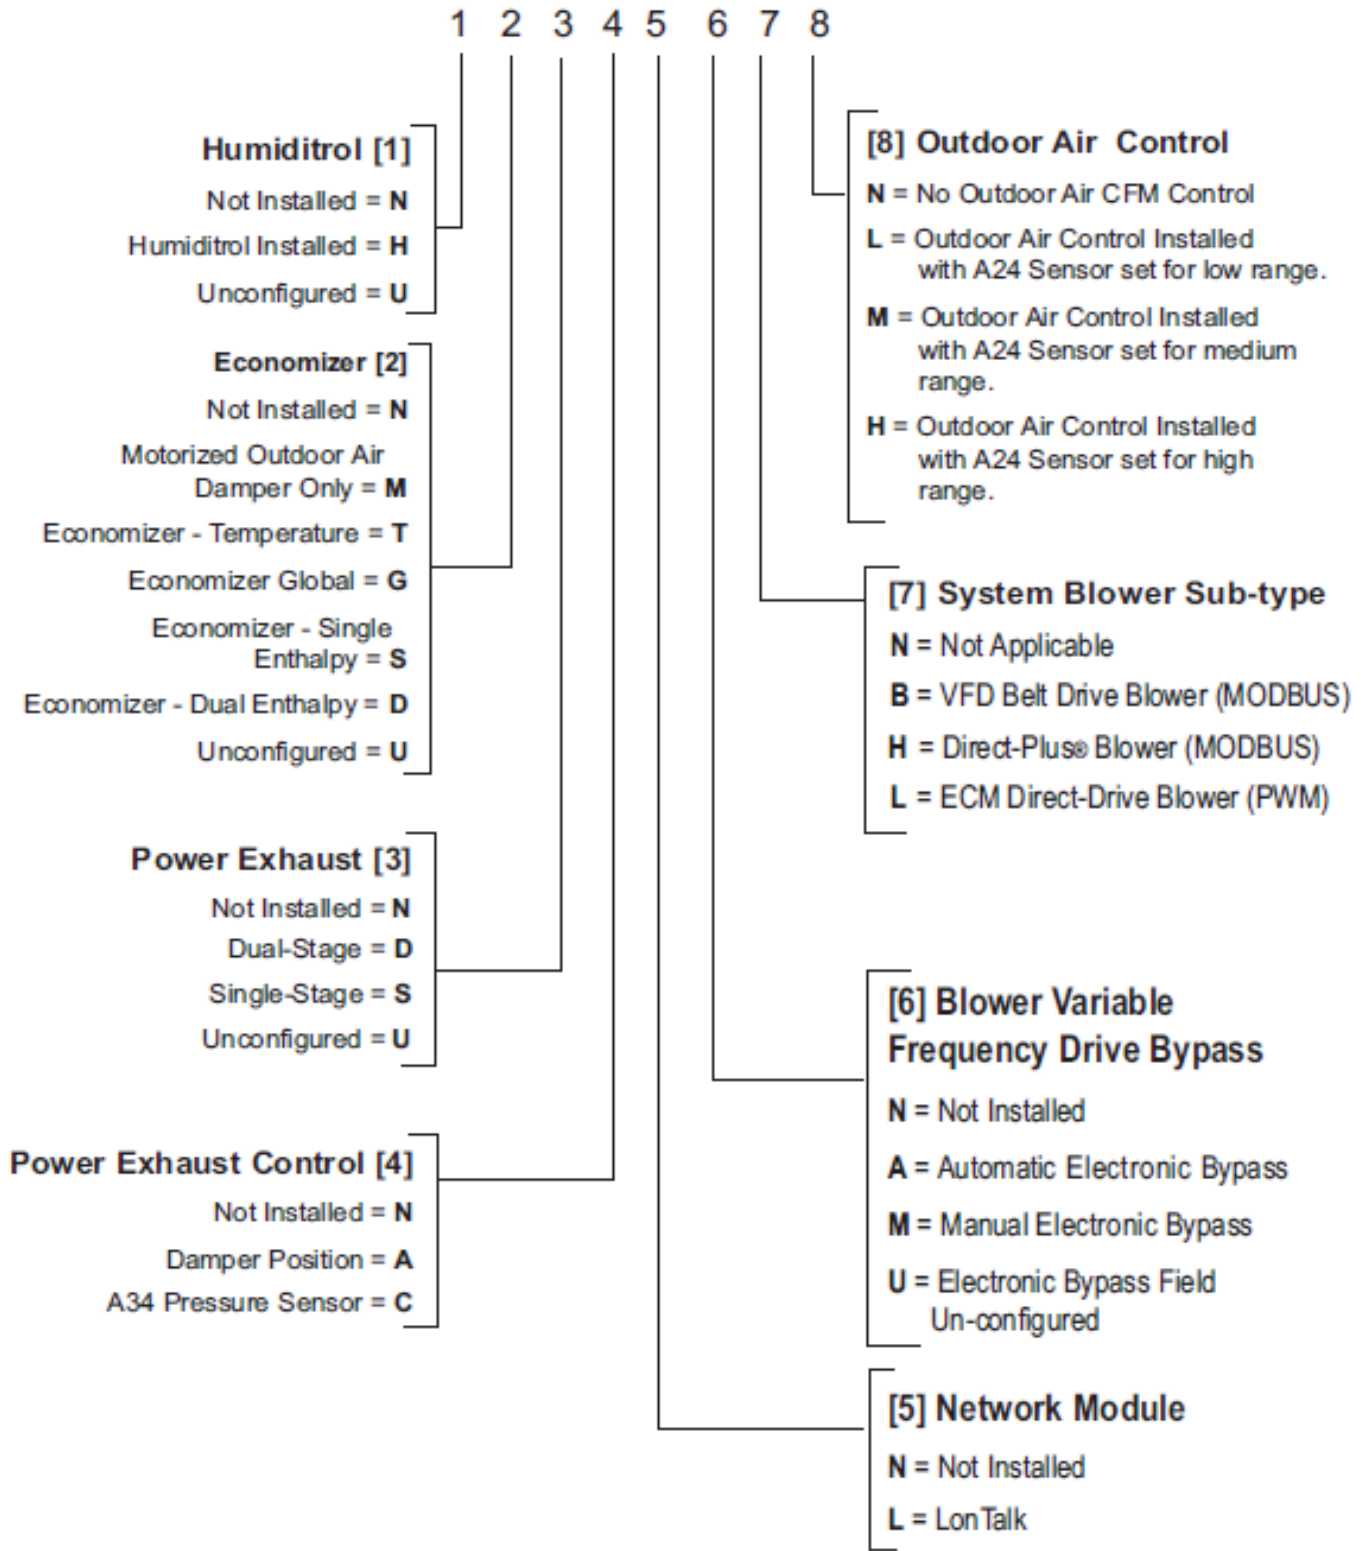 1 2 3 4 5 6 7 8
Humiditrol [1]
Not Installed = N
Humiditrol Installed = H
Unconfigured = U
Economizer [2]
Not Installed = N
Motorized Outdoor Air
Damper Only = M
Economizer - Temperature = T
Economizer Global = G
Economizer - Single
Enthalpy = S
Economizer - Dual Enthalpy = D
Unconfigured = U
Power Exhaust [3]
Not Installed = N
Dual-Stage = D
Single-Stage = S
Unconfigured = U
Power Exhaust Control [4]
Not Installed = N
Damper Position = A
A34 Pressure Sensor = C
[8] Outdoor Air Control
N = No Outdoor Air CFM Control
L = Outdoor Air Control Installed
with A24 Sensor set for low range.
M = Outdoor Air Control Installed
with A24 Sensor set for medium
range.
H = Outdoor Air Control Installed
with A24 Sensor set for high
range.
[7] System Blower Sub-type
N = Not Applicable
B = VFD Belt Drive Blower (MODBUS)
H = Direct-Plus® Blower (MODBUS)
L = ECM Direct-Drive Blower (PWM)
[6] Blower Variable
Frequency Drive Bypass
N = Not Installed
A = Automatic Electronic Bypass
M = Manual Electronic Bypass
U = Electronic Bypass Field
Un-configured
[5] Network Module
N = Not Installed
L = LonTalk